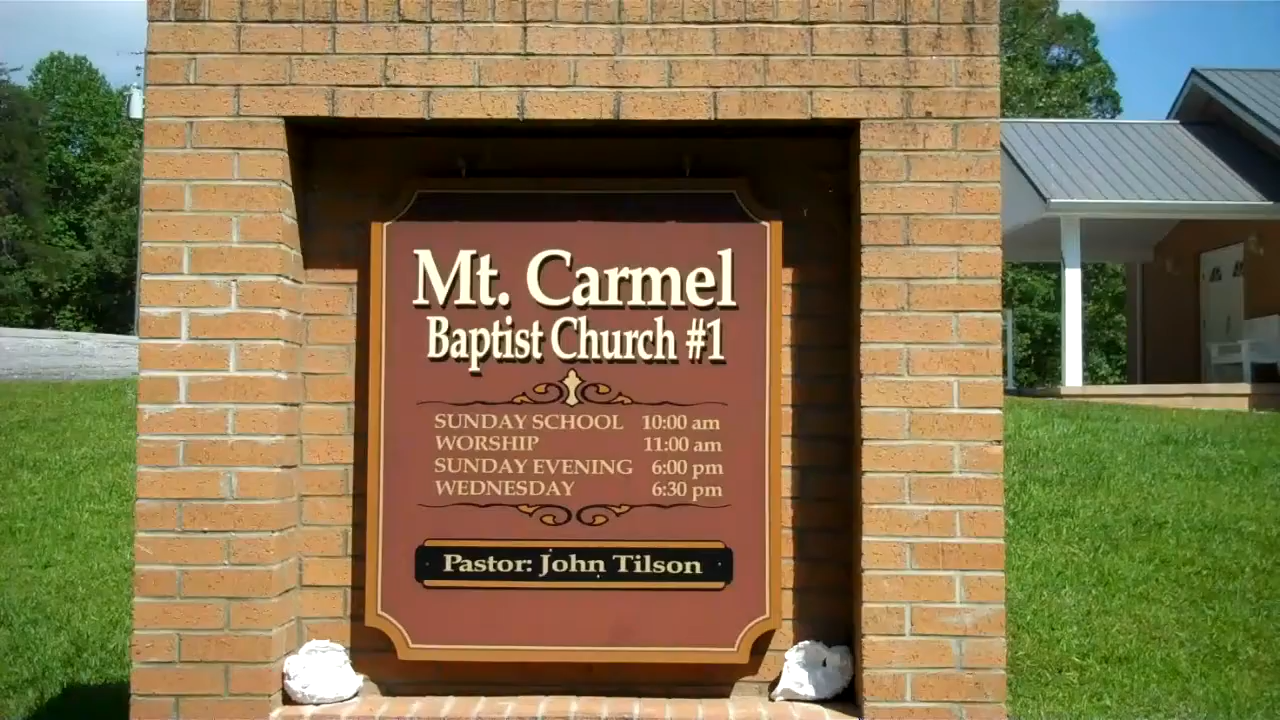 Mt. Carmel
Baptist Church #1
SUNDAY SCHOOL 10:00 am
WORSHIP 11:00 am
SUNDAY EVENING 6:00 pm
WEDNESDAY 6:30 pm
Pastor: John Tilson